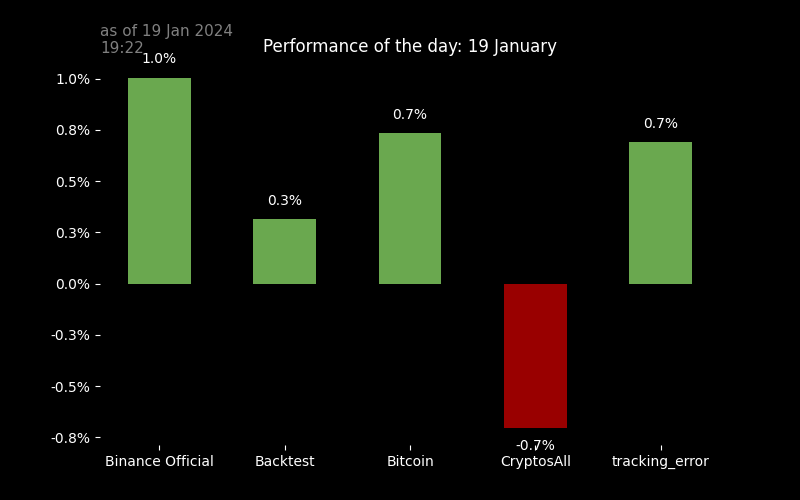 as of 19 Jan 2024
19:22
Performance of the day: 19 January
1.0%
0.8%
0.5%
0.3%
0.0%
-0.3%
-0.5%
-0.8%
1.0%
0.3%
0.7%
-0.7%
0.7%
Binance Official
Backtest
Bitcoin
CryptosAll
tracking_error